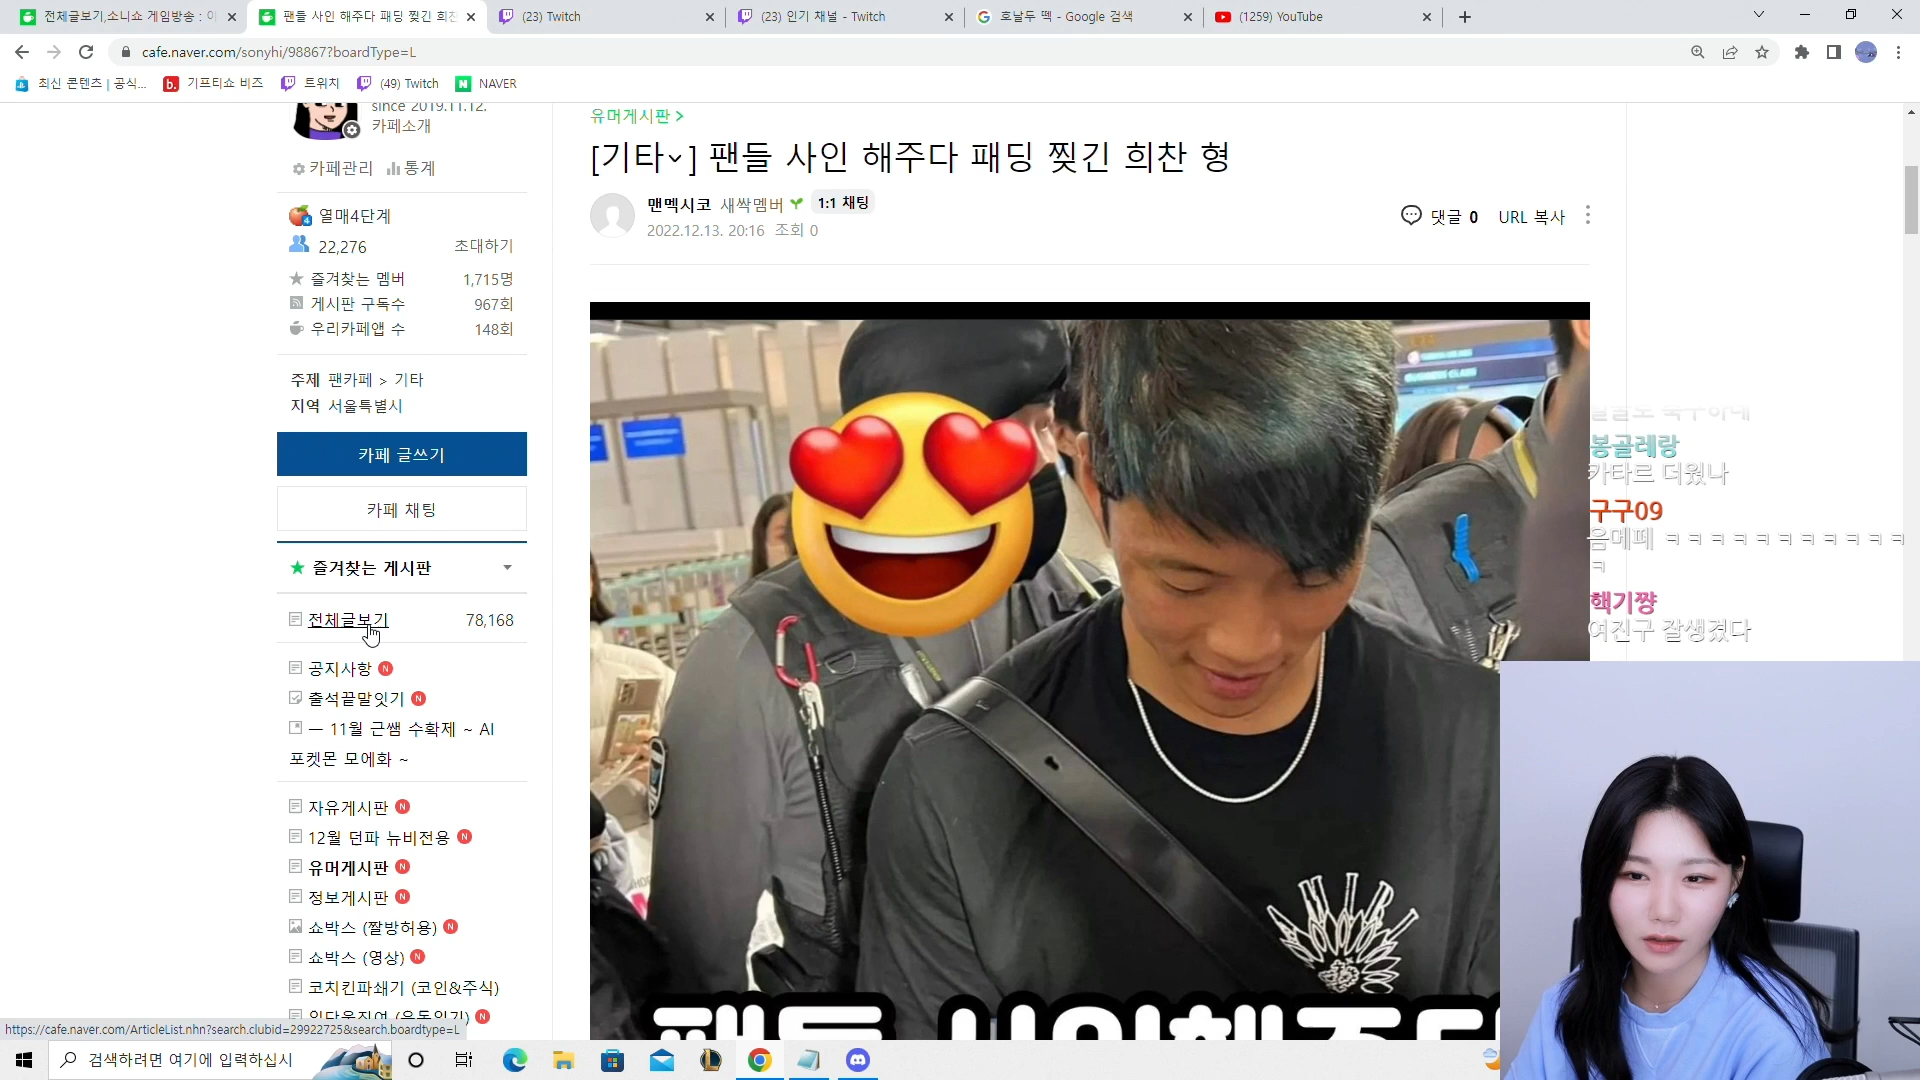 전체글보기,소니쇼 게임방송 : 네
팬들 사인 해주다 패딩 찢긴 희찬
(23) Twitch
(23) 인기 채널 - Twitch
호날두 떽 - Google 검색
(1259) YouTube
cafe.naver.com/sonyhi/98867?boardType=L
최신 콘텐츠 | 공식...
기프티쇼 비즈
트위치
(49) Twitch
NAVER
since 2019.11.12.
카페소개
카페관리
통계
열매4단계
22,276
초대하기
즐겨찾는 멤버
1,715명
게시판 구독수
967회
우리카페앱 수
148회
주제 팬카페 > 기타
지역 서울특별시
카페 글쓰기
카페 채팅
즐겨찾는 게시판
전체글보기
78,168
공지사항 N
출석끝말잇기 N
ㅡ 11월 근쌤 수확제 ~ AI
포켓몬 모에화 ~
자유게시판 N
12월 던파 뉴비전용 N
유머게시판 N
정보게시판 N
쇼박스 (짤방허용) N
쇼박스 (영상) N
코치킨파쇄기 (코인&주식)
https://cafe.naver.com/ArticleList.nhn?search.clubid=29922725&search.boardtype=L
유머게시판 >
[기타] 팬들 사인 해주다 패딩 찢긴 희찬 형
맨멕시코 새싹멤버 1:1 채팅
2022.12.13. 20:16 조회 0
댓글 0
URL 복사
봉골레랑
카타르 더웠나
구구09
음메페 ㅋㅋㅋㅋㅋㅋㅋㅋㅋㅋㅋ
ㅋ
핵기쨩
여진구 잘생겼다
팬들 사인해주다
검색하려면 여기에 입력하십시